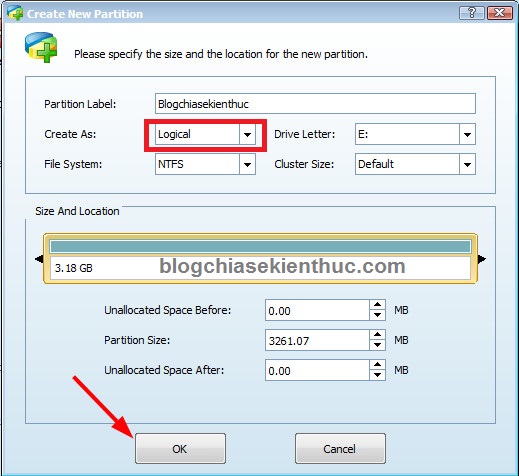 Create New Partition
Please specify the size and the location for the new partition.
Partition Label: Blogchiasekienthuc
Create As: Logical Drive Letter: E:
File System: NTFS Cluster Size: Default
Size And Location
3.18 GB
blogchiasekienthuc.com
Unallocated Space Before: 0.00 MB
Partition Size: 3261.07 MB
Unallocated Space After: 0.00 MB
OK Cancel